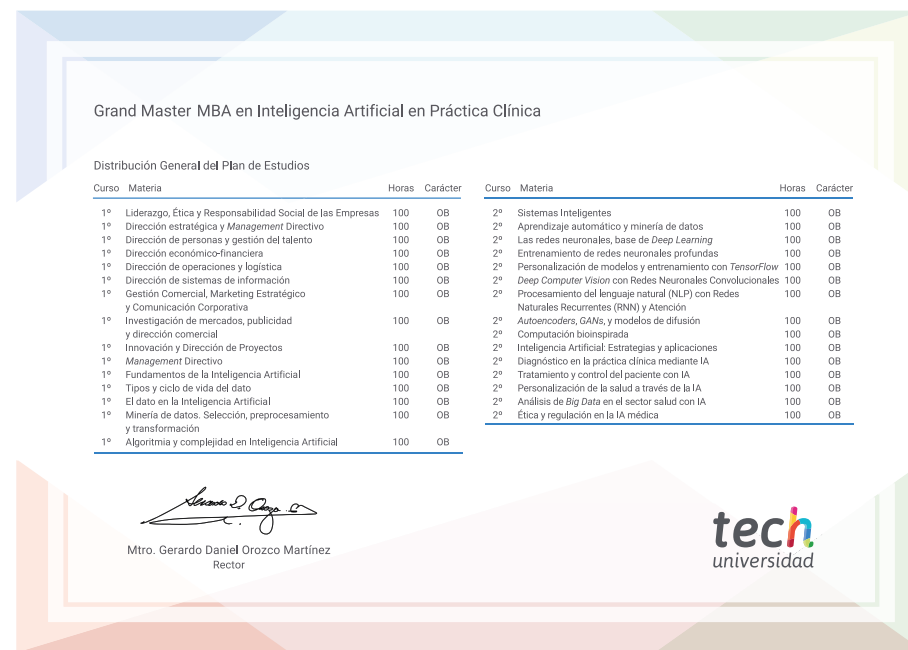 Grand Master MBA en Inteligencia Artificial en Práctica Clínica
Distribución General del Plan de Estudios
Curso Materia Horas Carácter
1º Liderazgo, Ética y Responsabilidad Social de las Empresas 100 OB
1º Dirección estratégica y Management Directivo 100 OB
1º Dirección de personas y gestión del talento 100 OB
1º Dirección económico-financiera 100 OB
1º Dirección de operaciones y logística 100 OB
1º Dirección de sistemas de información 100 OB
1º Gestión Comercial, Marketing Estratégico 100 OB
y Comunicación Corporativa
1º Investigación de mercados, publicidad 100 OB
y dirección comercial
1º Innovación y Dirección de Proyectos 100 OB
1º Management Directivo 100 OB
1º Fundamentos de la Inteligencia Artificial 100 OB
1º Tipos y ciclo de vida del dato 100 OB
1º El dato en la Inteligencia Artificial 100 OB
1º Minería de datos. Selección, preprocesamiento 100 OB
y transformación
1º Algoritmia y complejidad en Inteligencia Artificial 100 OB
Curso Materia Horas Carácter
2º Sistemas Inteligentes 100 OB
2º Aprendizaje automático y minería de datos 100 OB
2º Las redes neuronales, base de Deep Learning 100 OB
2º Entrenamiento de redes neuronales profundas 100 OB
2º Personalización de modelos y entrenamiento con TensorFlow 100 OB
2º Deep Computer Vision con Redes Neuronales Convolucionales 100 OB
2º Procesamiento del lenguaje natural (NLP) con Redes 100 OB
Naturales Recurrentes (RNN) y Atención
2º Autoencoders, GANs, y modelos de difusión 100 OB
2º Computación bioinspirada 100 OB
2º Inteligencia Artificial: Estrategias y aplicaciones 100 OB
2º Diagnóstico en la práctica clínica mediante IA 100 OB
2º Tratamiento y control del paciente con IA 100 OB
2º Personalización de la salud a través de la IA 100 OB
2º Análisis de Big Data en el sector salud con IA 100 OB
2º Ética y regulación en la IA médica 100 OB
Mtro. Gerardo Daniel Orozco Martínez
Rector
tech
universidad